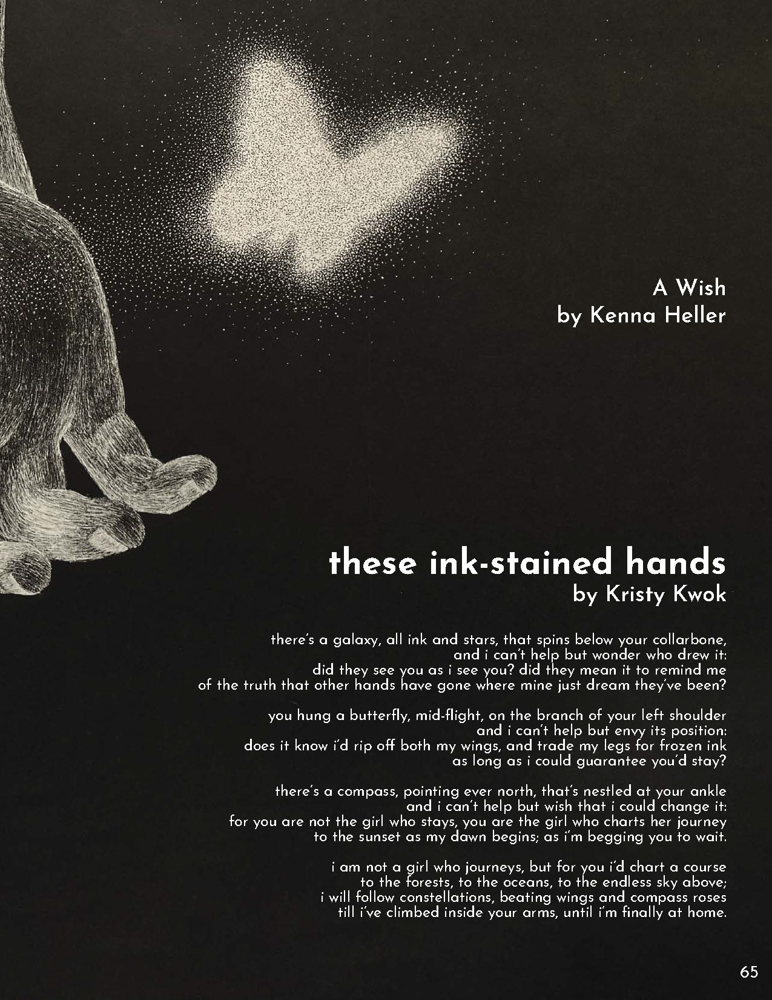 A Wish
by Kenna Heller
these ink-stained hands
by Kristy Kwok
there's a galaxy, all ink and stars, that spins below your collarbone,
and i can't help but wonder who drew it:
did they see you as i see you? did they mean it to remind me
of the truth that other hands have gone where mine just dream they've been?
you hung a butterfly, mid-flight, on the branch of your left shoulder
and i can't help but envy its position:
does it know i'd rip off both my wings, and trade my legs for frozen ink
as long as i could guarantee you'd stay?
there's a compass, pointing ever north, that's nestled at your ankle
and i can't help but wish that i could change it:
for you are not the girl who stays, you are the girl who charts her journey
to the sunset as my dawn begins; as i'm begging you to wait.
i am not a girl who journeys, but for you i'd chart a course
to the forests, to the oceans, to the endless sky above;
i will follow constellations, beating wings and compass roses
till i've climbed inside your arms, until i'm finally at home.
65